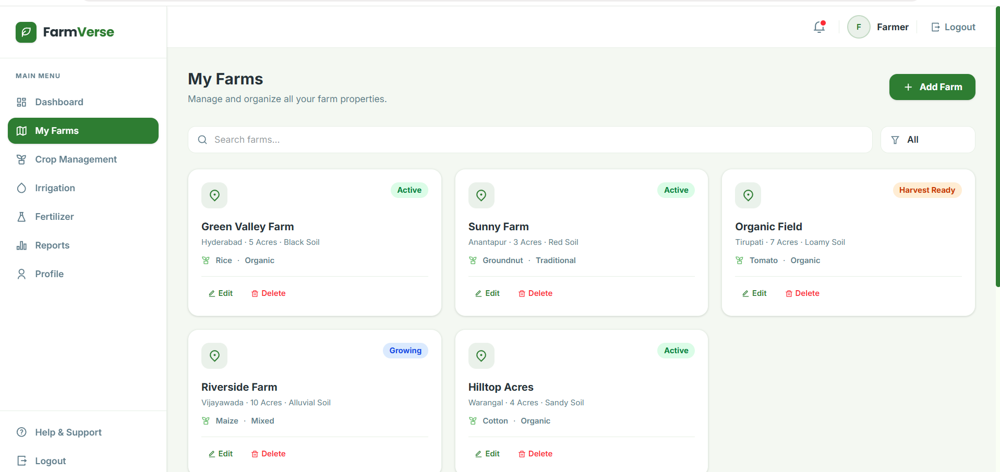 FarmVerse
F
Farmer
Logout
MAIN MENU
Dashboard
My Farms
Crop Management
Irrigation
Fertilizer
Reports
Profile
Help & Support
Logout
My Farms
Manage and organize all your farm properties.
Add Farm
Search farms...
All
Active
Green Valley Farm
Hyderabad · 5 Acres · Black Soil
Rice · Organic
Edit Delete
Active
Sunny Farm
Anantapur · 3 Acres · Red Soil
Groundnut · Traditional
Edit Delete
Harvest Ready
Organic Field
Tirupati · 7 Acres · Loamy Soil
Tomato · Organic
Edit Delete
Growing
Riverside Farm
Vijayawada · 10 Acres · Alluvial Soil
Maize · Mixed
Edit Delete
Active
Hilltop Acres
Warangal · 4 Acres · Sandy Soil
Cotton · Organic
Edit Delete